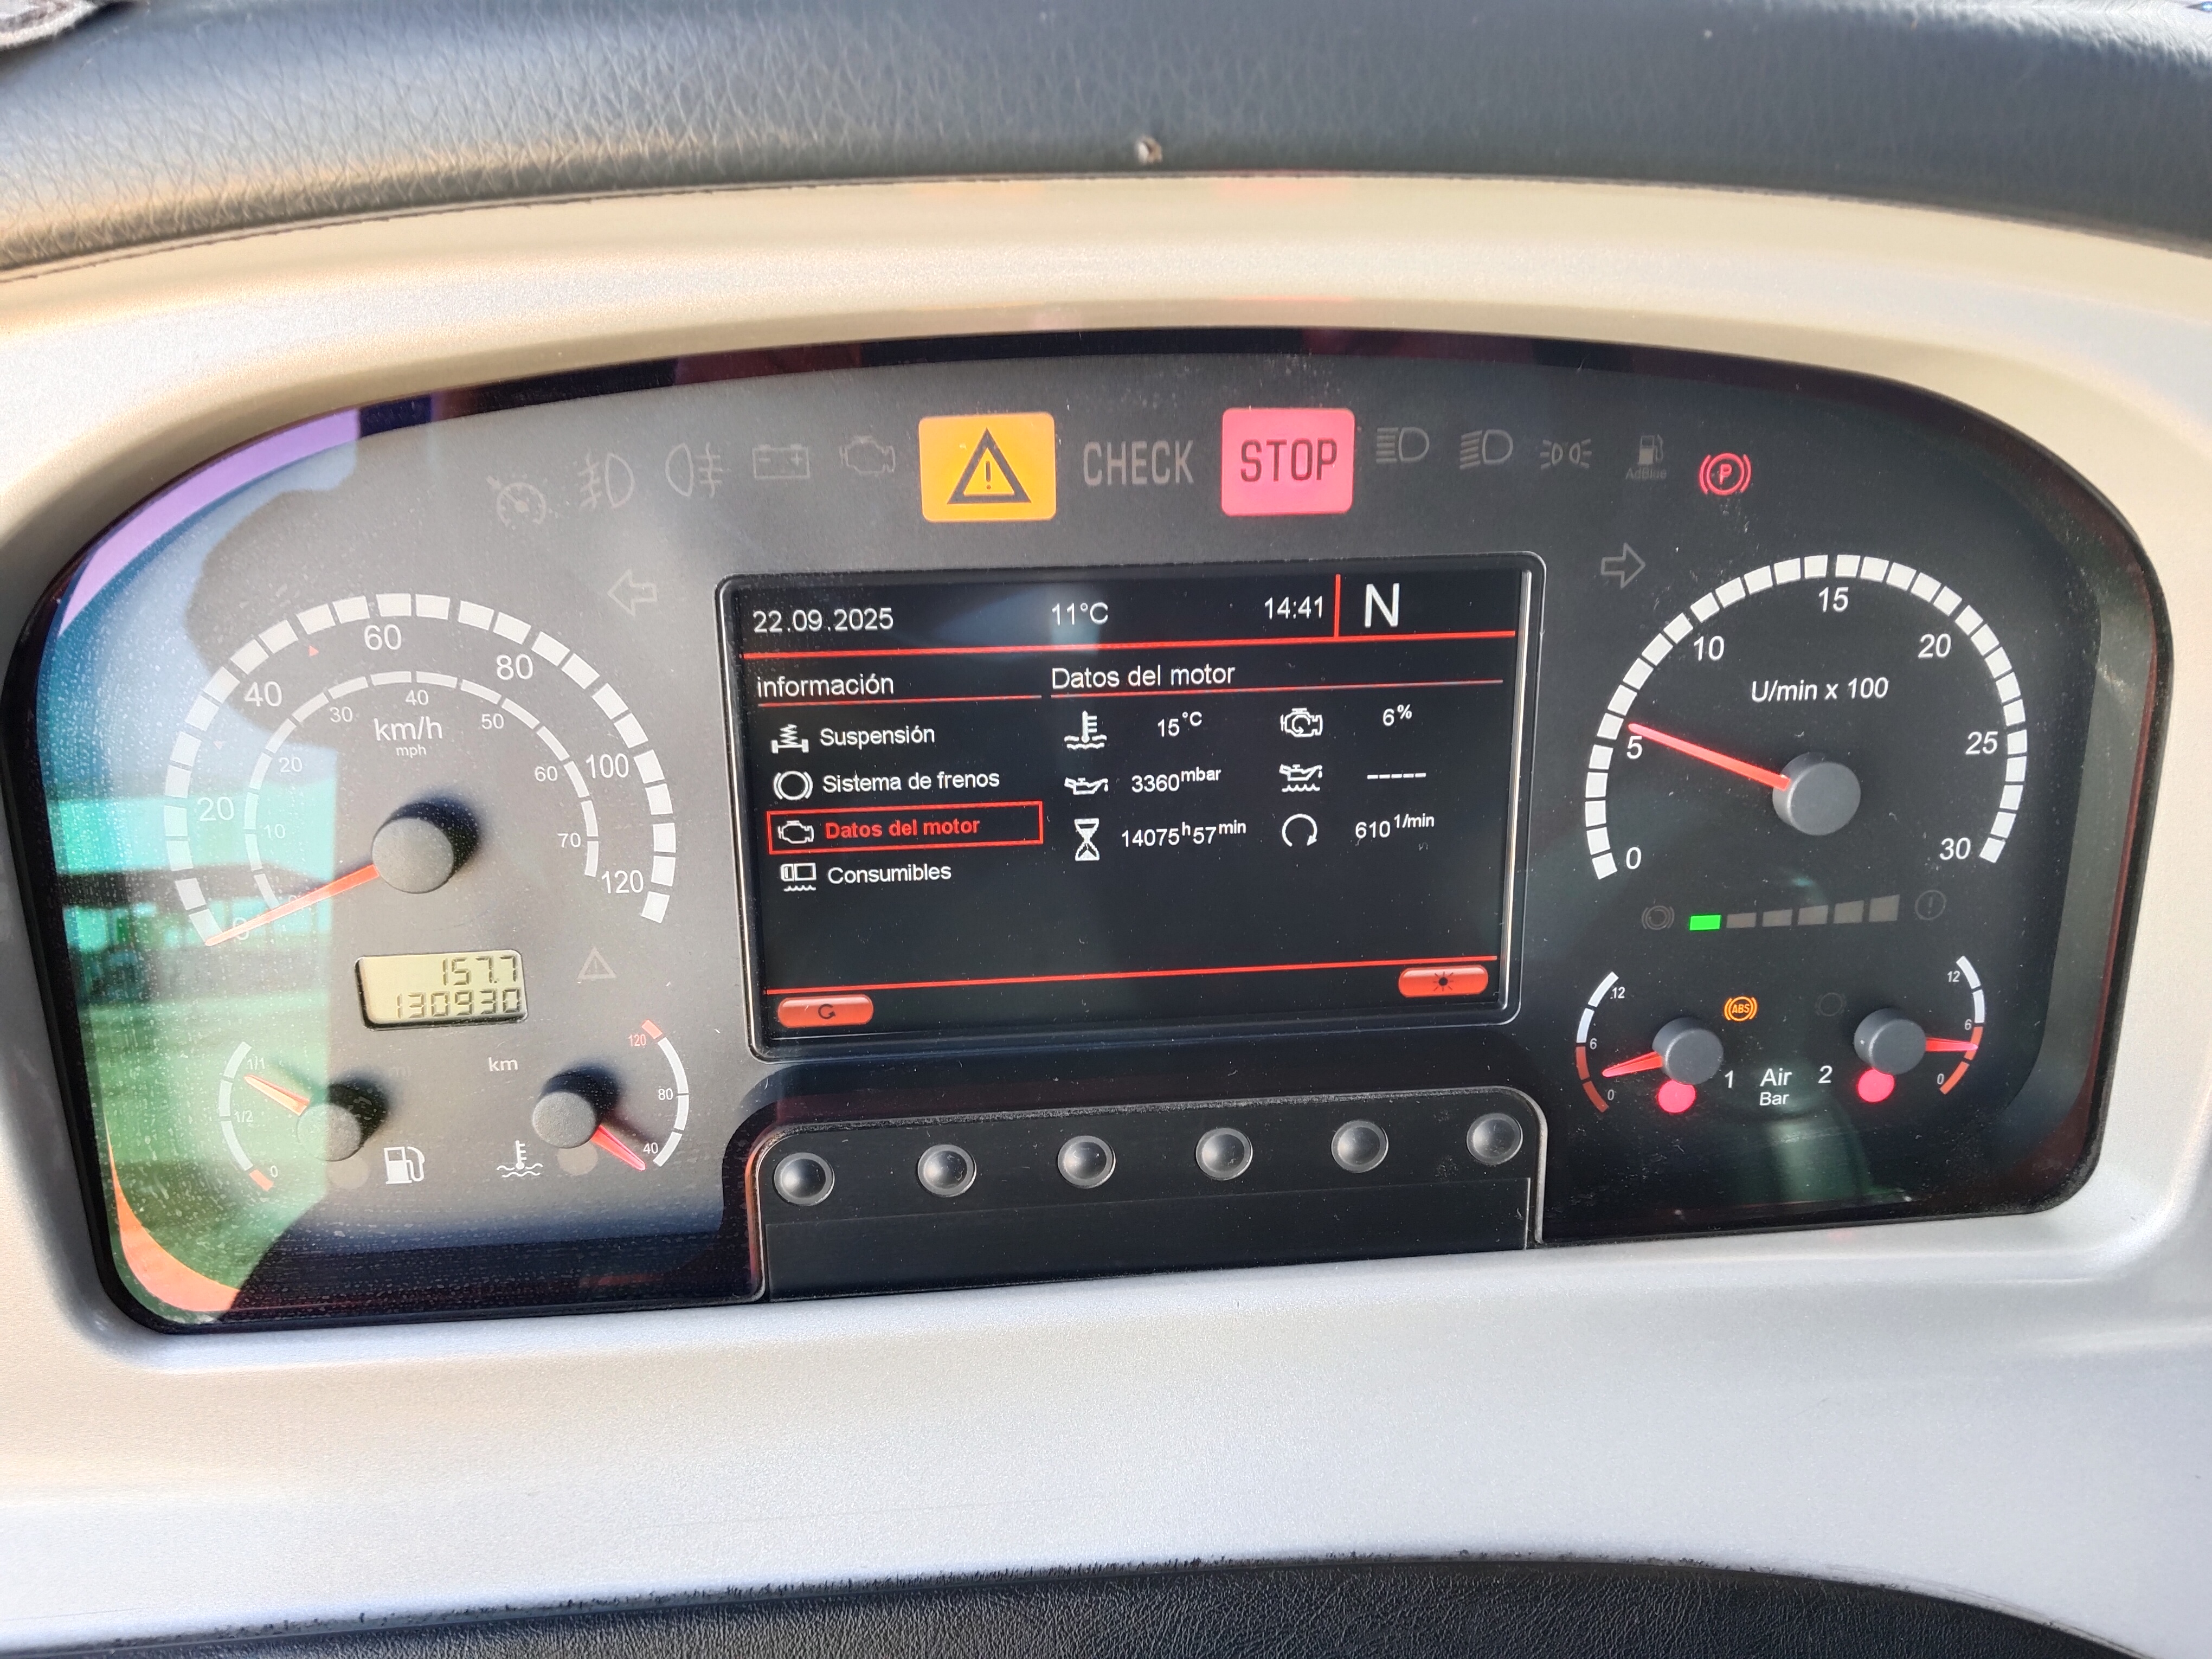 CHECK
STOP
AdBlue
P
22.09.2025 11°C 14:41 N
información
Datos del motor
Suspensión
15°C 6%
Sistema de frenos
3360mbar -----
Datos del motor
14075h57min 610 1/min
Consumibles
0 20 40 60 80 100 120
km/h
mph
10 20 30 40 50 60 70
157.7
130930
km
1/1
1/2
0
120
80
40
0 5 10 15 20 25 30
U/min x 100
12
6
0
ABS
1 Air 2
Bar
12
6
0